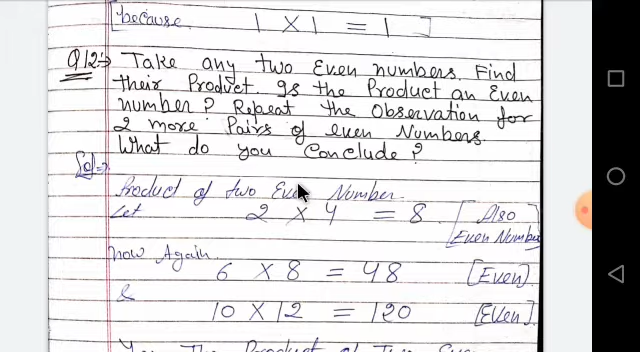 [because 1 X 1 = 1 ]
Q12:→ Take any two Even numbers. Find
their Product. Is the Product an Even
number? Repeat the Observation for
2 more Pairs of even Numbers.
What do you Conclude?
Sol:→
Product of two Even Number.
Let 2 X 4 = 8 [Also
Even Number]
Now Again
6 X 8 = 48 [Even]
&
10 X 12 = 120 [Even]